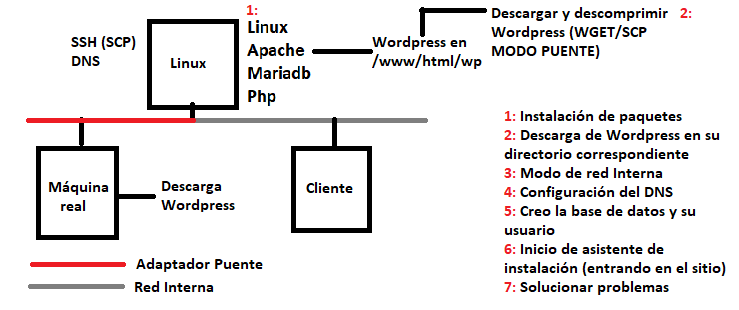 1:
Linux
Apache
Mariadb
Php
SSH (SCP)
DNS
Linux
Wordpress en
/www/html/wp
Descargar y descomprimir
Wordpress (WGET/SCP
MODO PUENTE)
2:
Máquina
real
Descarga
Wordpress
Cliente
Adaptador Puente
Red Interna
1: Instalación de paquetes
2: Descarga de Wordpress en su
directorio correspondiente
3: Modo de red Interna
4: Configuración del DNS
5: Creo la base de datos y su
usuario
6: Inicio de asistente de
instalación (entrando en el sitio)
7: Solucionar problemas